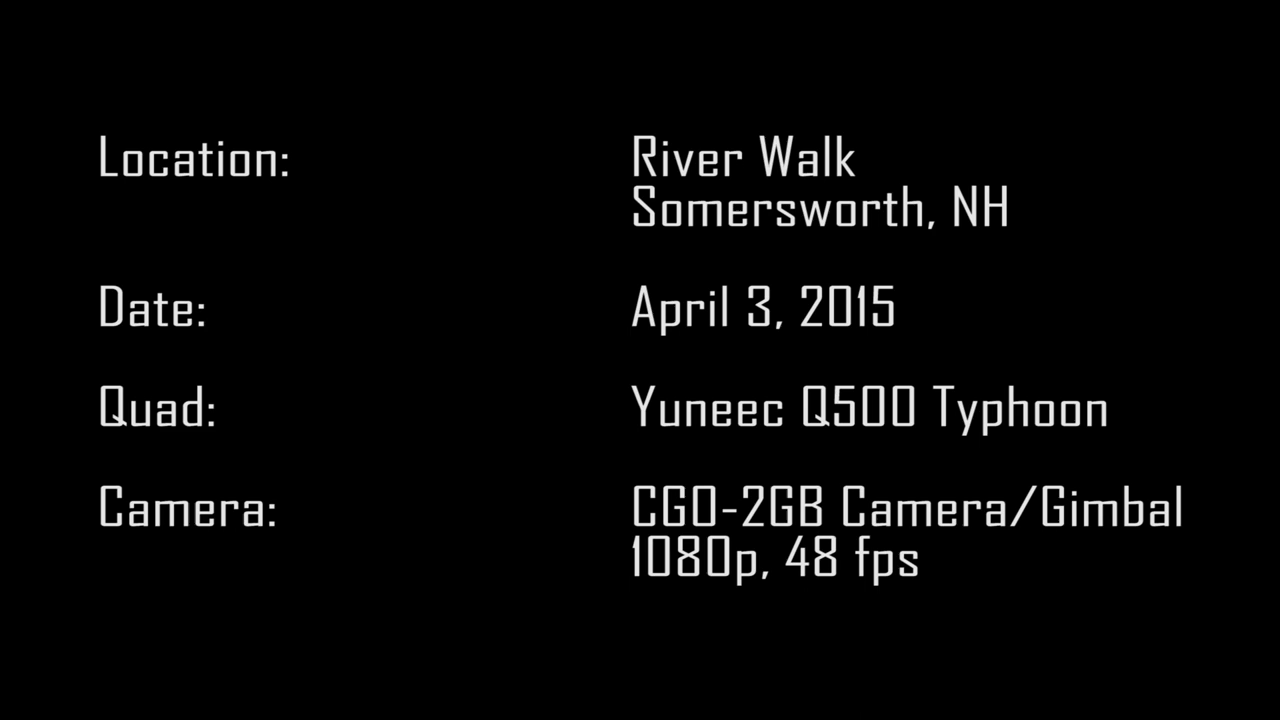 Location: River Walk
Somersworth, NH
Date: April 3, 2015
Quad: Yuneec Q500 Typhoon
Camera: CGO-2GB Camera/Gimbal
1080p, 48 fps